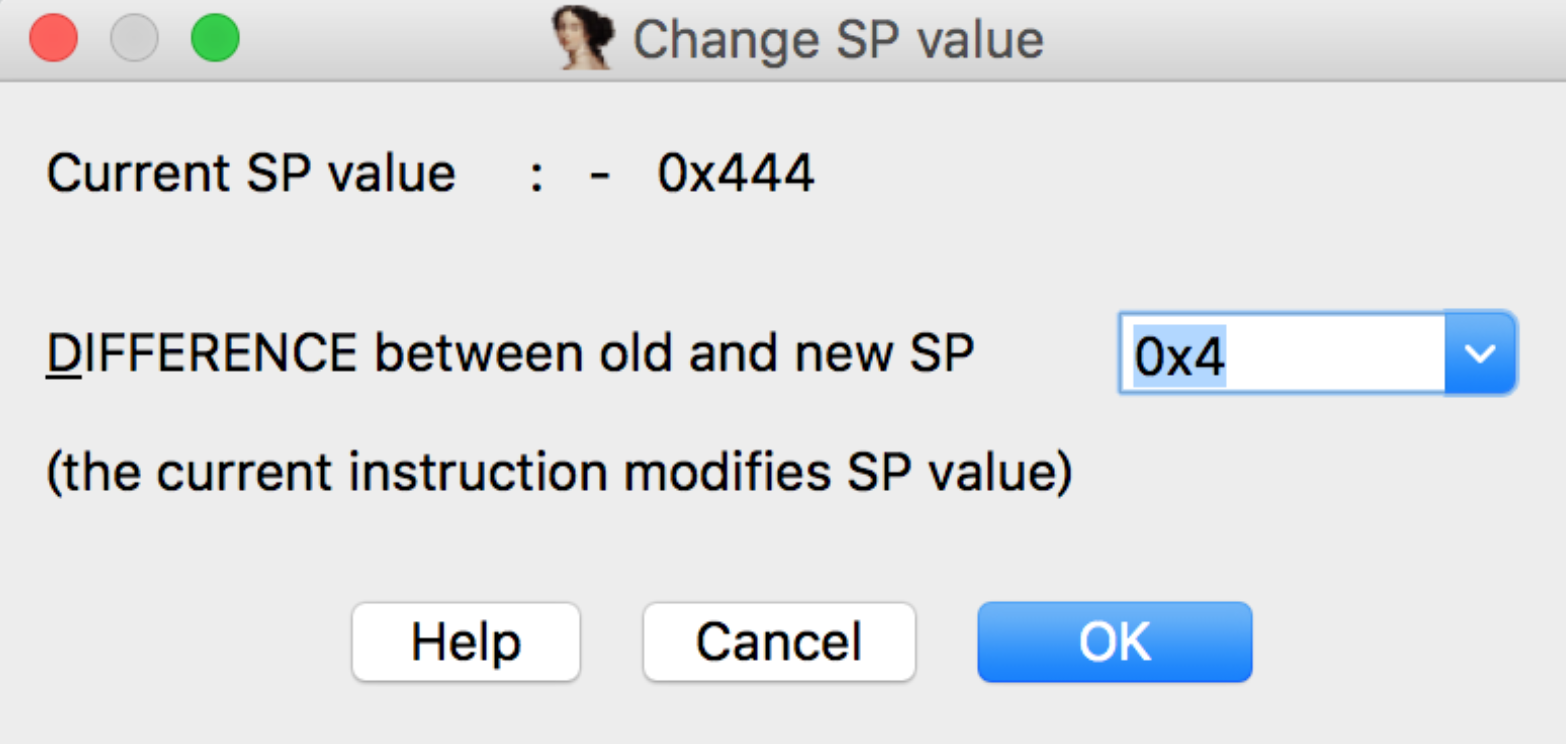 Change SP value
Current SP value : - 0x444
DIFFERENCE between old and new SP 0x4
(the current instruction modifies SP value)
Help Cancel OK